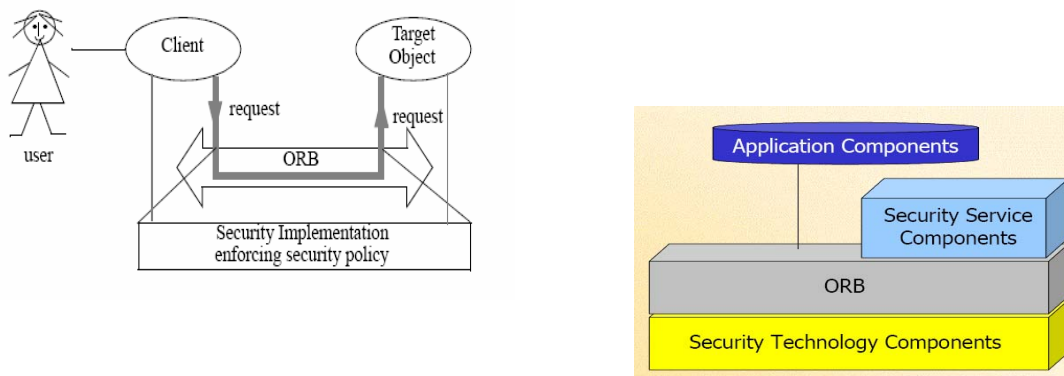 Client
Target
Object
request
request
user
ORB
Security Implementation
enforcing security policy
Application Components
Security Service
Components
ORB
Security Technology Components